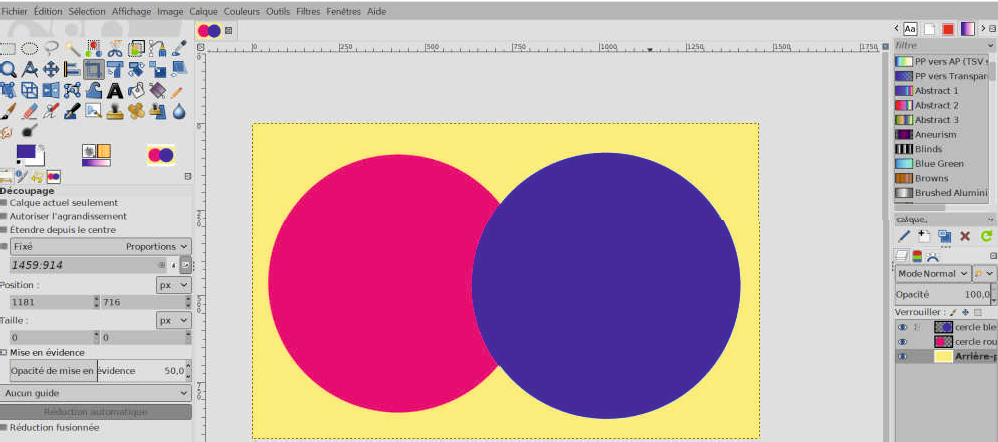 Fichier Édition Sélection Affichage Image Calque Couleurs Outils Filtres Fenêtres Aide
Aa
0 250 500 750 1000 1250 1500 1750
filtre
PP vers AP (TSV s
PP vers Transpar
Abstract 1
Abstract 2
Abstract 3
Aneurism
Blinds
Blue Green
Browns
Brushed Alumini
Découpage
Calque actuel seulement
Autoriser l'agrandissement
Étendre depuis le centre
Fixé Proportions
1459:914
Position : px
1181 716
Taille : px
0 0
Mise en évidence
Opacité de mise en évidence 50,0
Aucun guide
Réduction automatique
Réduction fusionnée
calque,
Mode Normal
Opacité 100,0
Verrouiller :
cercle ble
cercle rou
Arrière-p